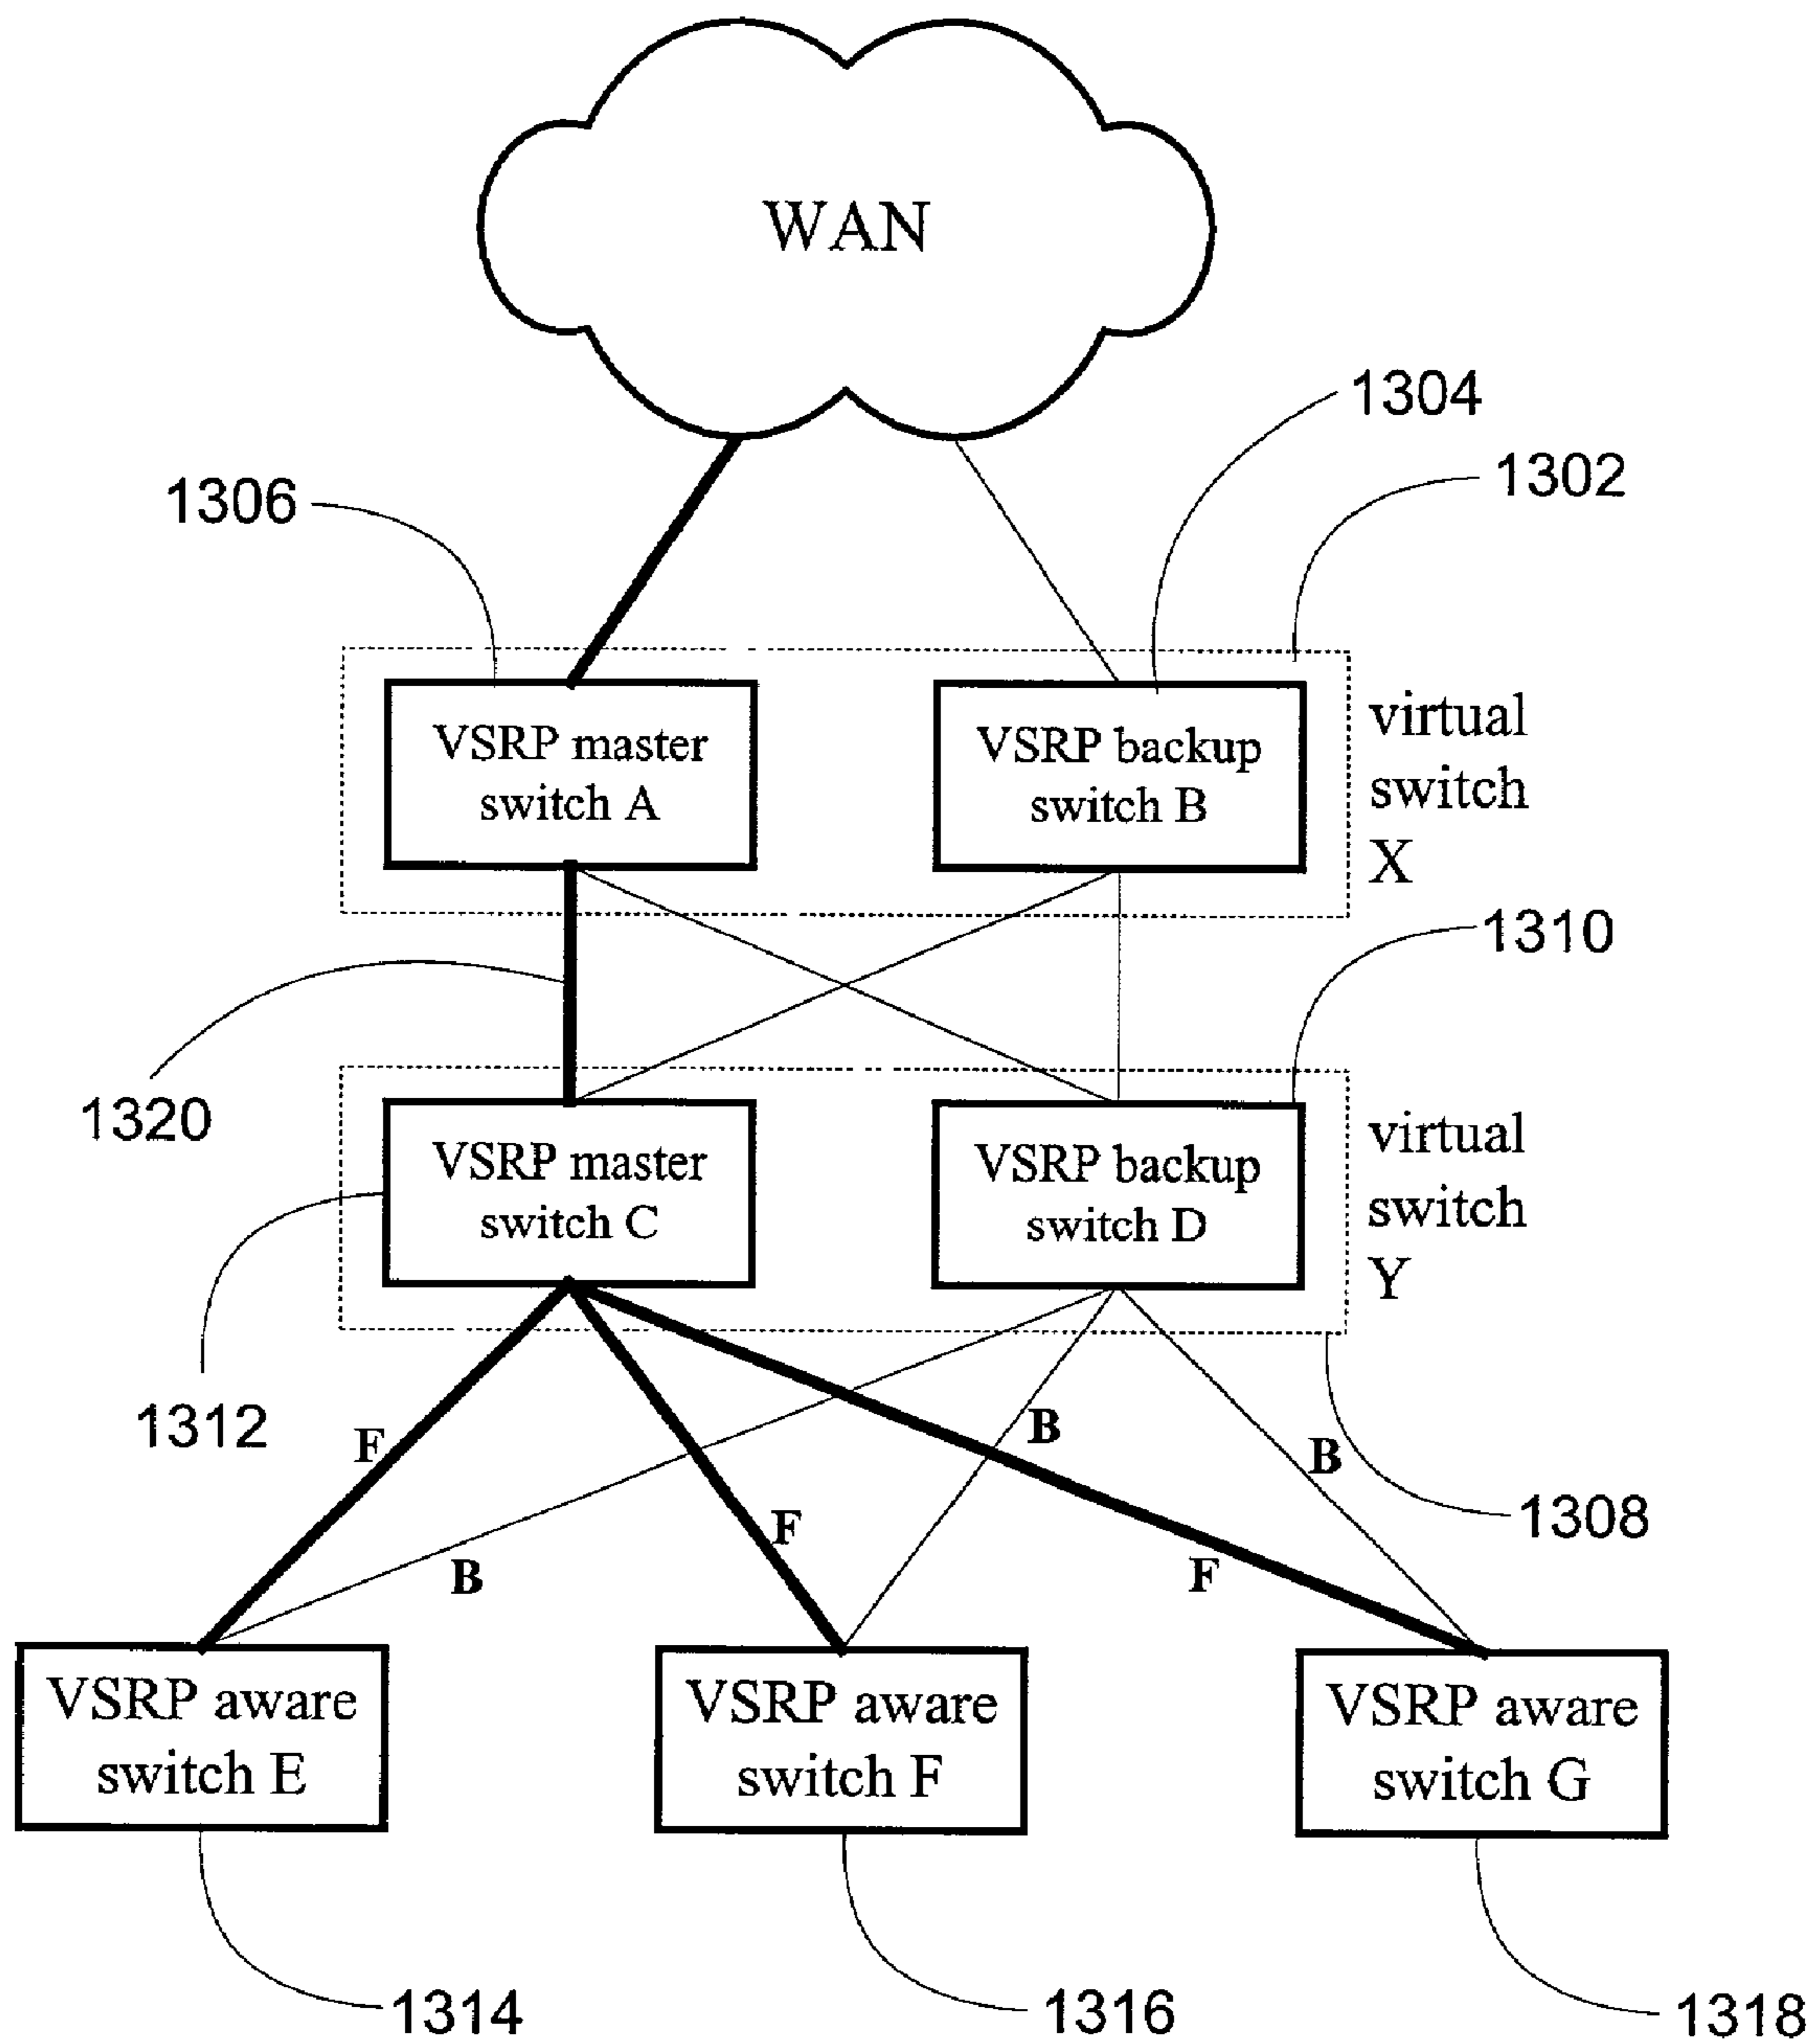 WAN
1304
1302
1306
VSRP master
switch A
VSRP backup
switch B
virtual
switch
X
1310
1320
VSRP master
switch C
VSRP backup
switch D
virtual
switch
Y
1312
F
B
B
F
B
F
1308
VSRP aware
switch E
VSRP aware
switch F
VSRP aware
switch G
1314
1316
1318